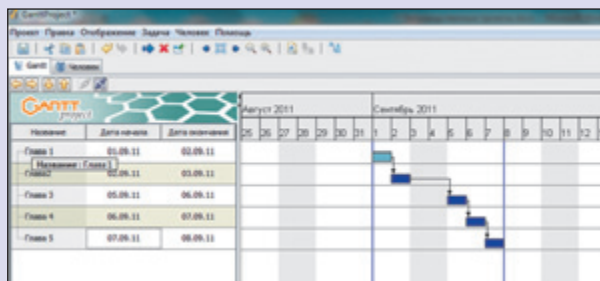 GanttProject *
Проект Правка Отображение Задача Человек Помощь
Gantt Человек
GANTT project
Август 2011 Сентябрь 2011
Название Дата начала Дата окончания 25 26 27 28 29 30 31 1 2 3 4 5 6 7 8 9 10 11 12
Глава 1 01.09.11 02.09.11
Название : Глава 1
Глава2 02.09.11 03.09.11
Глава 3 05.09.11 06.09.11
Глава 4 06.09.11 07.09.11
Глава 5 07.09.11 08.09.11